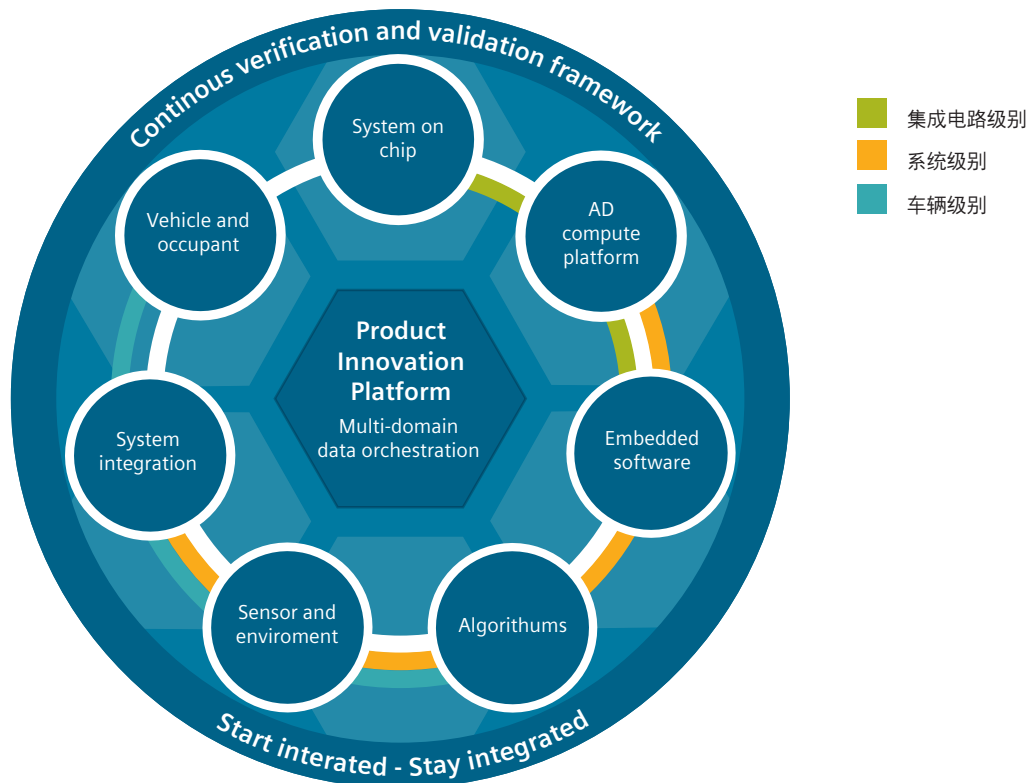 Continous verification and validation framework
System on
chip
AD
compute
platform
Embedded
software
Algorithums
Sensor and
enviroment
System
integration
Vehicle and
occupant
Product
Innovation
Platform
Multi-domain
data orchestration
Start interated - Stay integrated
集成电路级别
系统级别
车辆级别